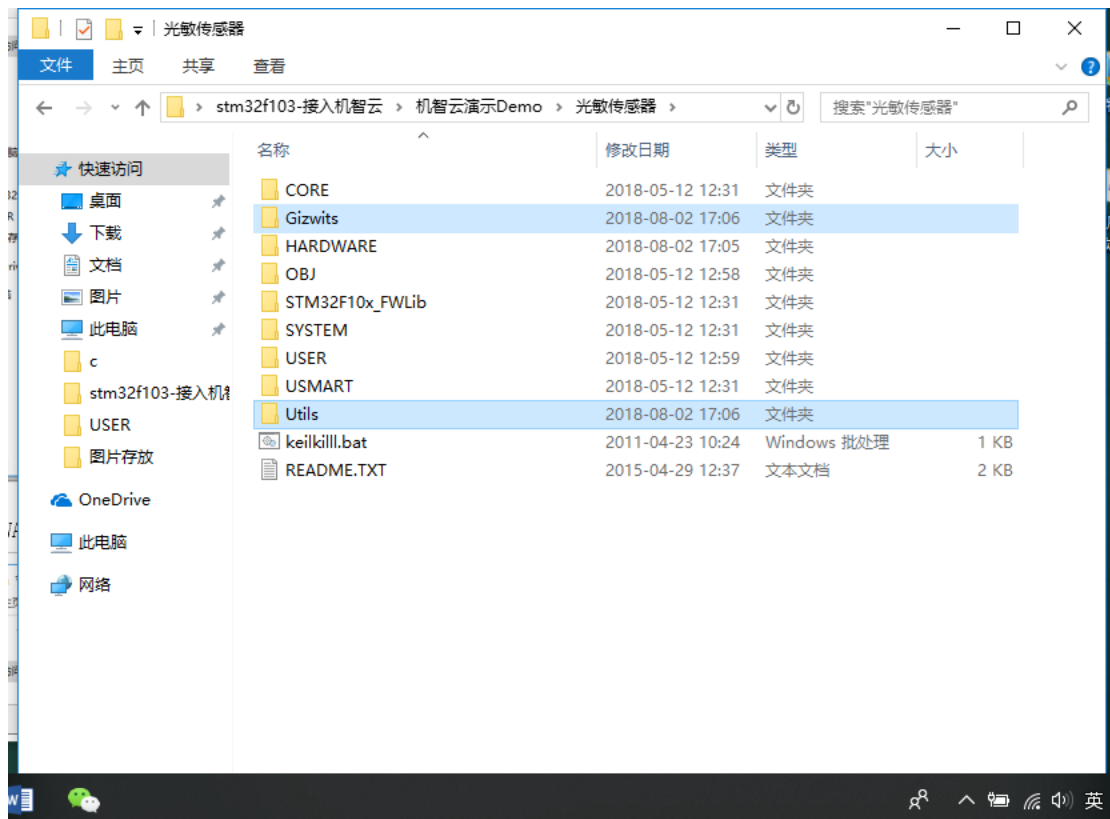 光敏传感器
文件 主页 共享 查看
stm32f103-接入机智云 › 机智云演示Demo › 光敏传感器 ›
搜索"光敏传感器"
名称 修改日期 类型 大小
快速访问
桌面
下载
文档
图片
此电脑
c
stm32f103-接入机
USER
图片存放
OneDrive
此电脑
网络
CORE 2018-05-12 12:31 文件夹
Gizwits 2018-08-02 17:06 文件夹
HARDWARE 2018-08-02 17:05 文件夹
OBJ 2018-05-12 12:58 文件夹
STM32F10x_FWLib 2018-05-12 12:31 文件夹
SYSTEM 2018-05-12 12:31 文件夹
USER 2018-05-12 12:59 文件夹
USMART 2018-05-12 12:31 文件夹
Utils 2018-08-02 17:06 文件夹
keilkilll.bat 2011-04-23 10:24 Windows 批处理 1 KB
README.TXT 2015-04-29 12:37 文本文档 2 KB
英